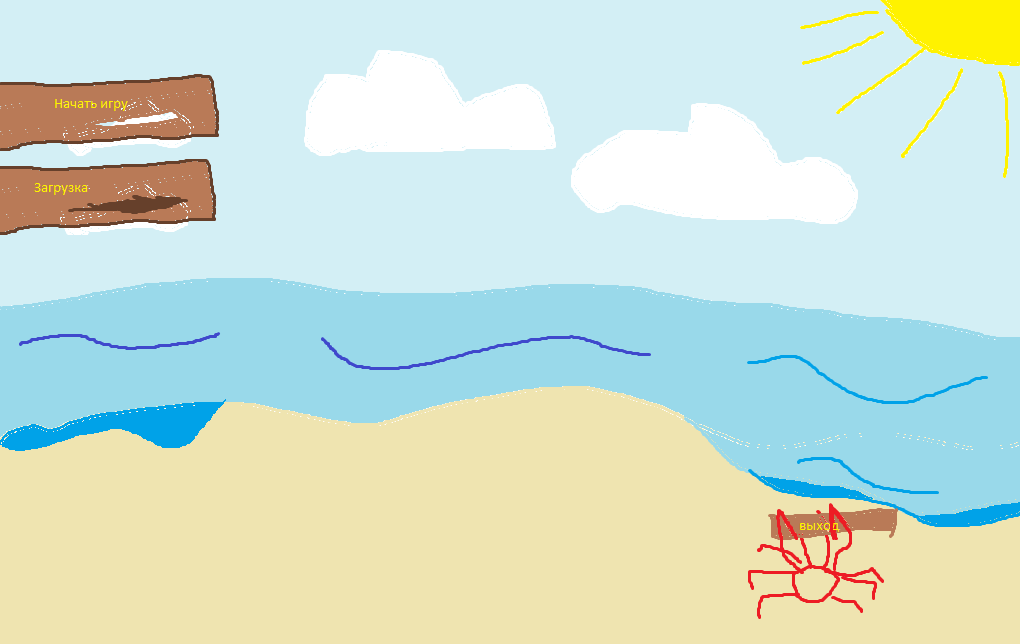 Начать игру
Загрузка
выход